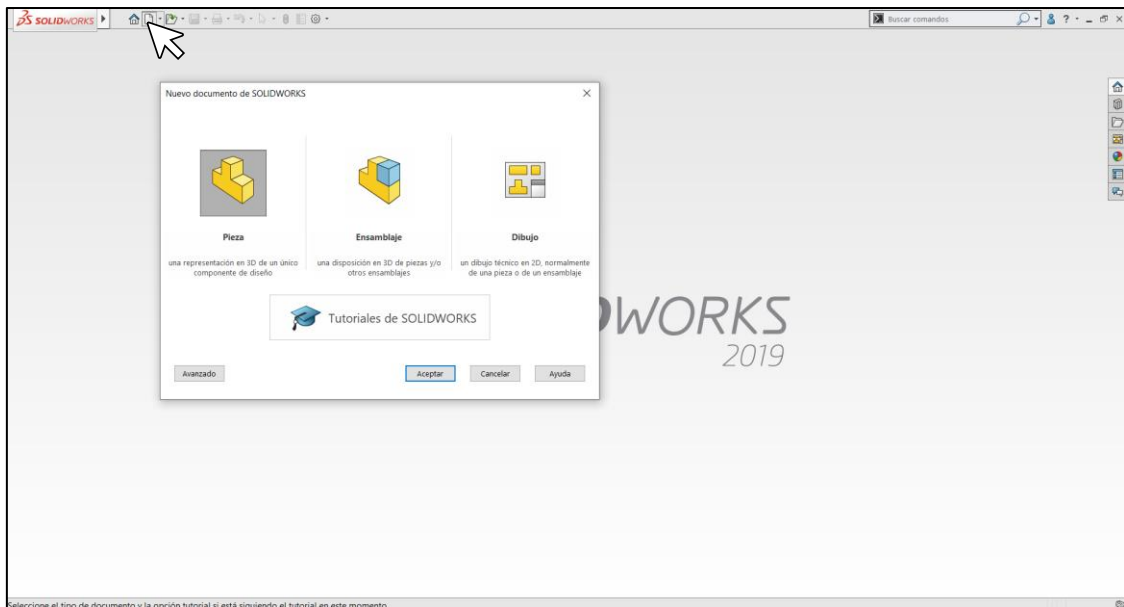 SOLIDWORKS
Buscar comandos
Nuevo documento de SOLIDWORKS
Pieza
Ensamblaje
Dibujo
una representación en 3D de un único
componente de diseño
una disposición en 3D de piezas y/o
otros ensamblajes
un dibujo técnico en 2D, normalmente
de una pieza o de un ensamblaje
Tutoriales de SOLIDWORKS
WORKS
2019
Avanzado
Aceptar
Cancelar
Ayuda
Seleccione el tipo de documento y la opción tutorial si está siguiendo el tutorial en este momento.